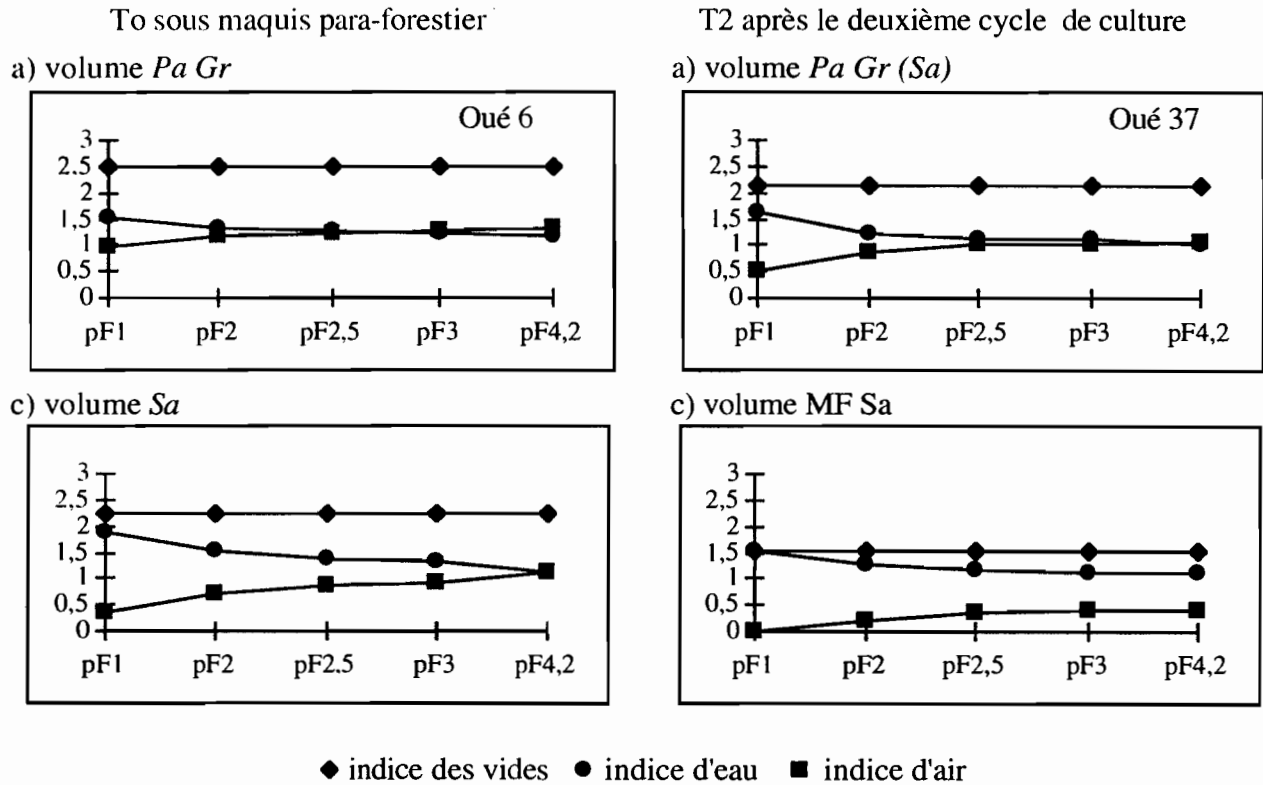 To sous maquis para-forestier
T2 après le deuxième cycle de culture
a) volume Pa Gr
Oué 6
3
2.5
2
1.5
1
0,5
0
pF1 pF2 pF2,5 pF3 pF4,2
a) volume Pa Gr (Sa)
Oué 37
3
2.5
2
1.5
1
0,5
0
pF1 pF2 pF2,5 pF3 pF4,2
c) volume Sa
3
2,5
2
1,5
1
0,5
0
pF1 pF2 pF2,5 pF3 pF4,2
c) volume MF Sa
3
2,5
2
1,5
1
0,5
0
pF1 pF2 pF2,5 pF3 pF4,2
indice des vides indice d'eau indice d'air